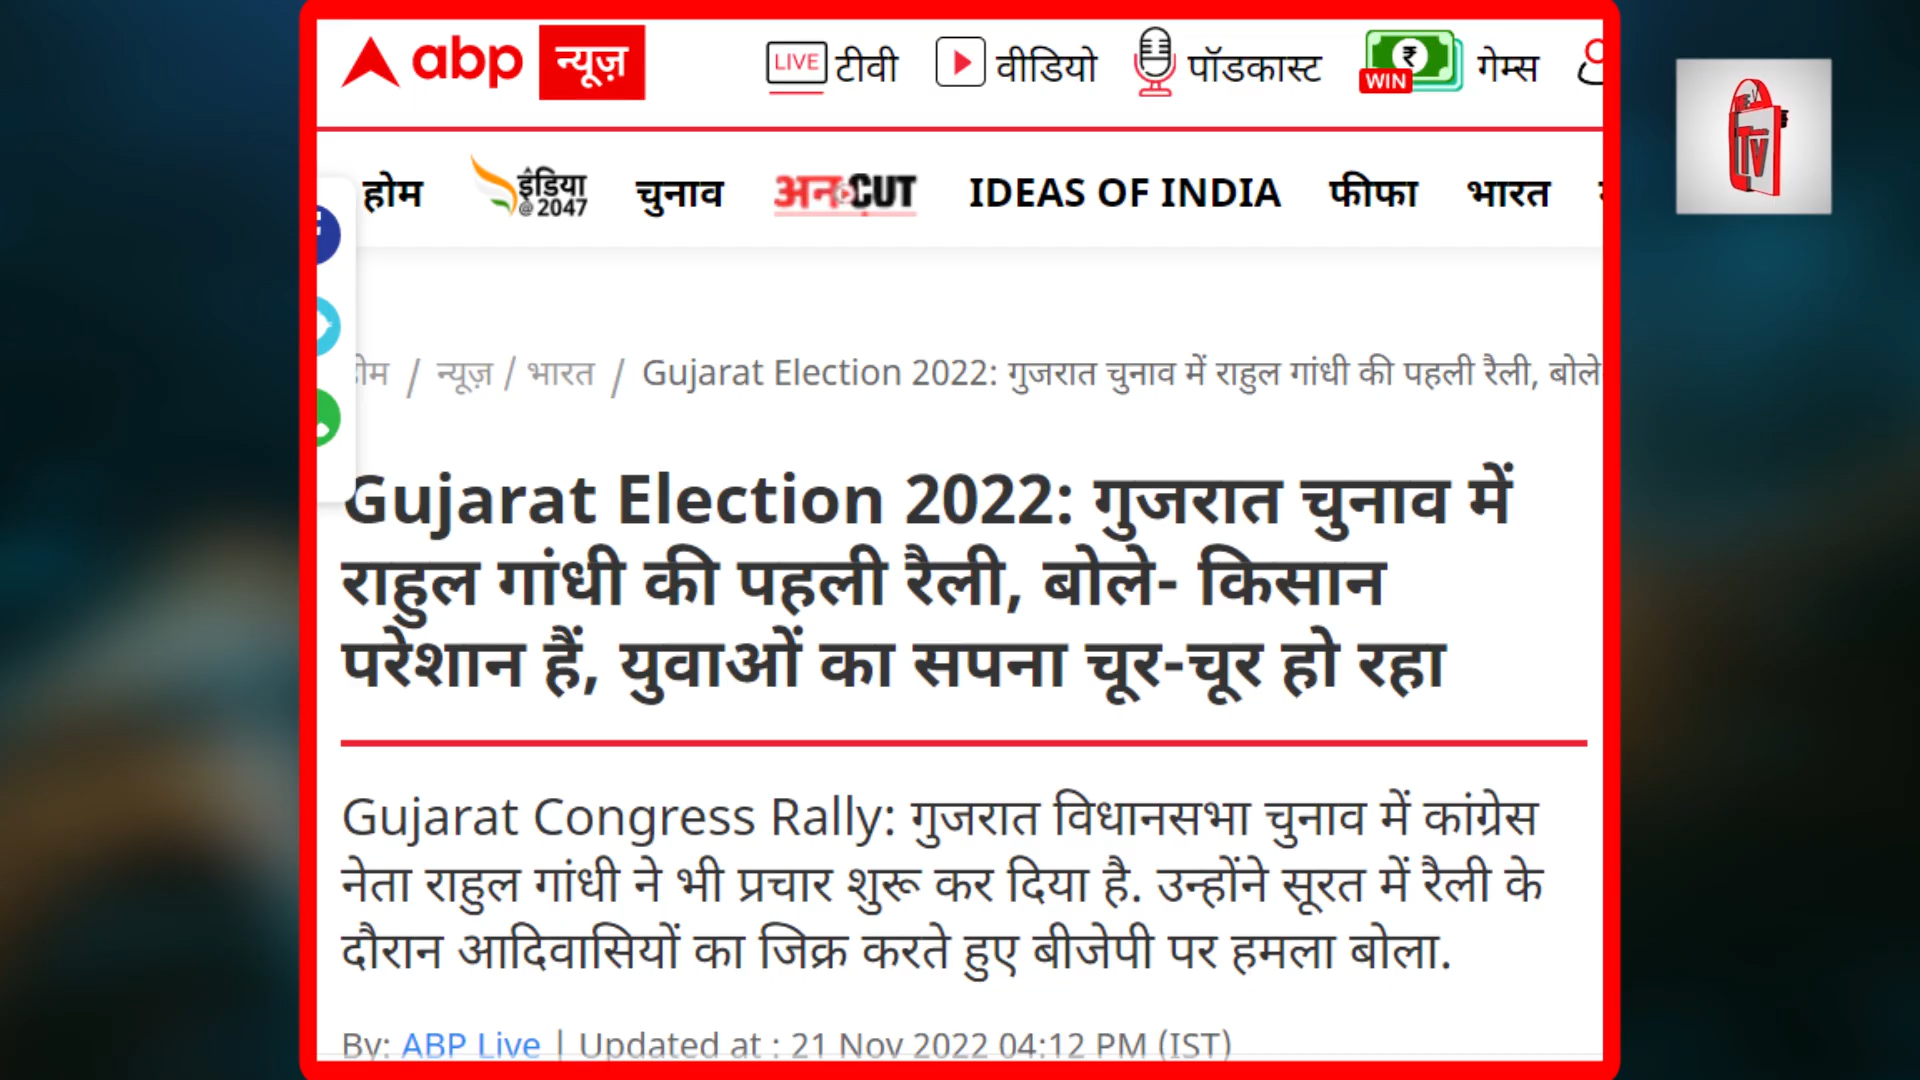 abp न्यूज़ LIVE टीवी वीडियो पॉडकास्ट WIN गेम्स
होम इंडिया @ 2047 चुनाव अनCUT IDEAS OF INDIA फीफा भारत
TV
/ न्यूज़ / भारत / Gujarat Election 2022: गुजरात चुनाव में राहुल गांधी की पहली रैली, बोले
Gujarat Election 2022: गुजरात चुनाव में
राहुल गांधी की पहली रैली, बोले- किसान
परेशान हैं, युवाओं का सपना चूर-चूर हो रहा
Gujarat Congress Rally: गुजरात विधानसभा चुनाव में कांग्रेस
नेता राहुल गांधी ने भी प्रचार शुरू कर दिया है. उन्होंने सूरत में रैली के
दौरान आदिवासियों का जिक्र करते हुए बीजेपी पर हमला बोला.
By: ABP Live | Updated at : 21 Nov 2022 04:12 PM (IST)